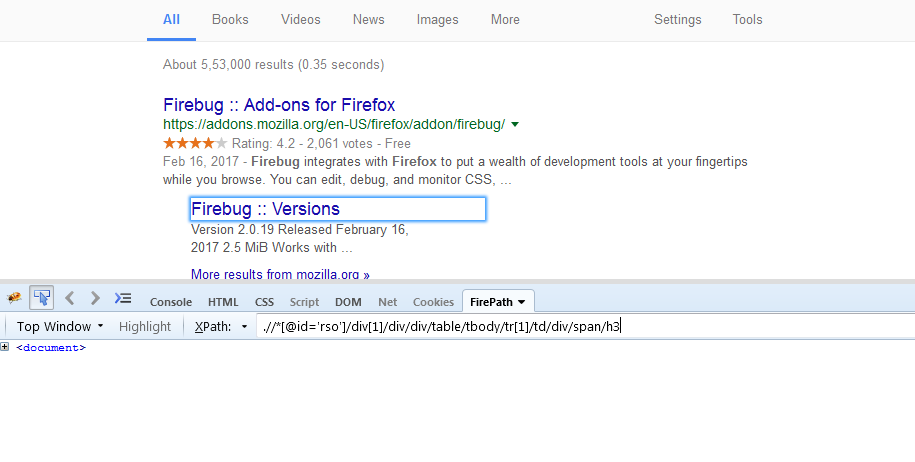 All Books Videos News Images More Settings Tools
About 5,53,000 results (0.35 seconds)
Firebug :: Add-ons for Firefox
https://addons.mozilla.org/en-US/firefox/addon/firebug/
Rating: 4.2 - 2,061 votes - Free
Feb 16, 2017 - Firebug integrates with Firefox to put a wealth of development tools at your fingertips
while you browse. You can edit, debug, and monitor CSS, ...
Firebug :: Versions
Version 2.0.19 Released February 16,
2017 2.5 MiB Works with ...
More results from mozilla.org »
Console HTML CSS Script DOM Net Cookies FirePath
Top Window XPath: .//*[@id='rso']/div[1]/div/div/table/tbody/tr[1]/td/div/span/h3
<document>